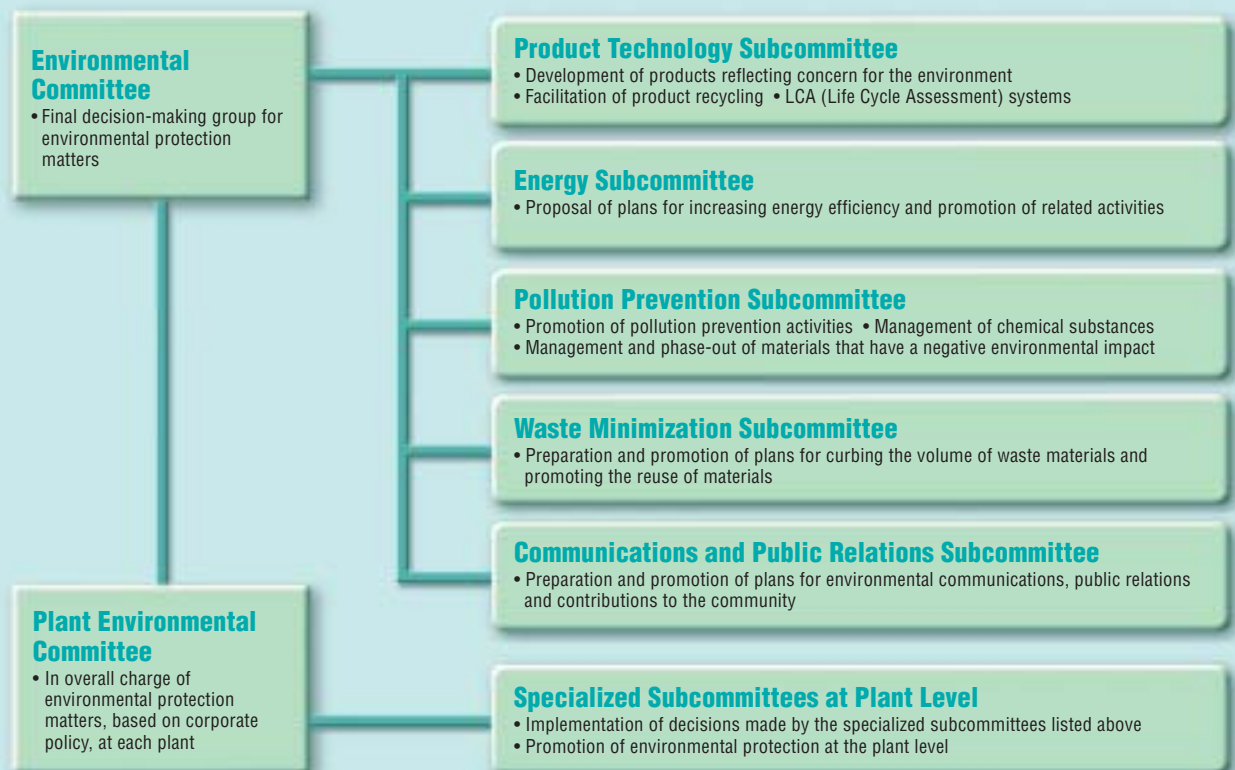 Environmental
Committee
• Final decision-making group for
environmental protection
matters
Product Technology Subcommittee
• Development of products reflecting concern for the environment
• Facilitation of product recycling • LCA (Life Cycle Assessment) systems
Energy Subcommittee
• Proposal of plans for increasing energy efficiency and promotion of related activities
Pollution Prevention Subcommittee
• Promotion of pollution prevention activities • Management of chemical substances
• Management and phase-out of materials that have a negative environmental impact
Waste Minimization Subcommittee
• Preparation and promotion of plans for curbing the volume of waste materials and
promoting the reuse of materials
Communications and Public Relations Subcommittee
• Preparation and promotion of plans for environmental communications, public relations
and contributions to the community
Plant Environmental
Committee
• In overall charge of
environmental protection
matters, based on corporate
policy, at each plant
Specialized Subcommittees at Plant Level
• Implementation of decisions made by the specialized subcommittees listed above
• Promotion of environmental protection at the plant level